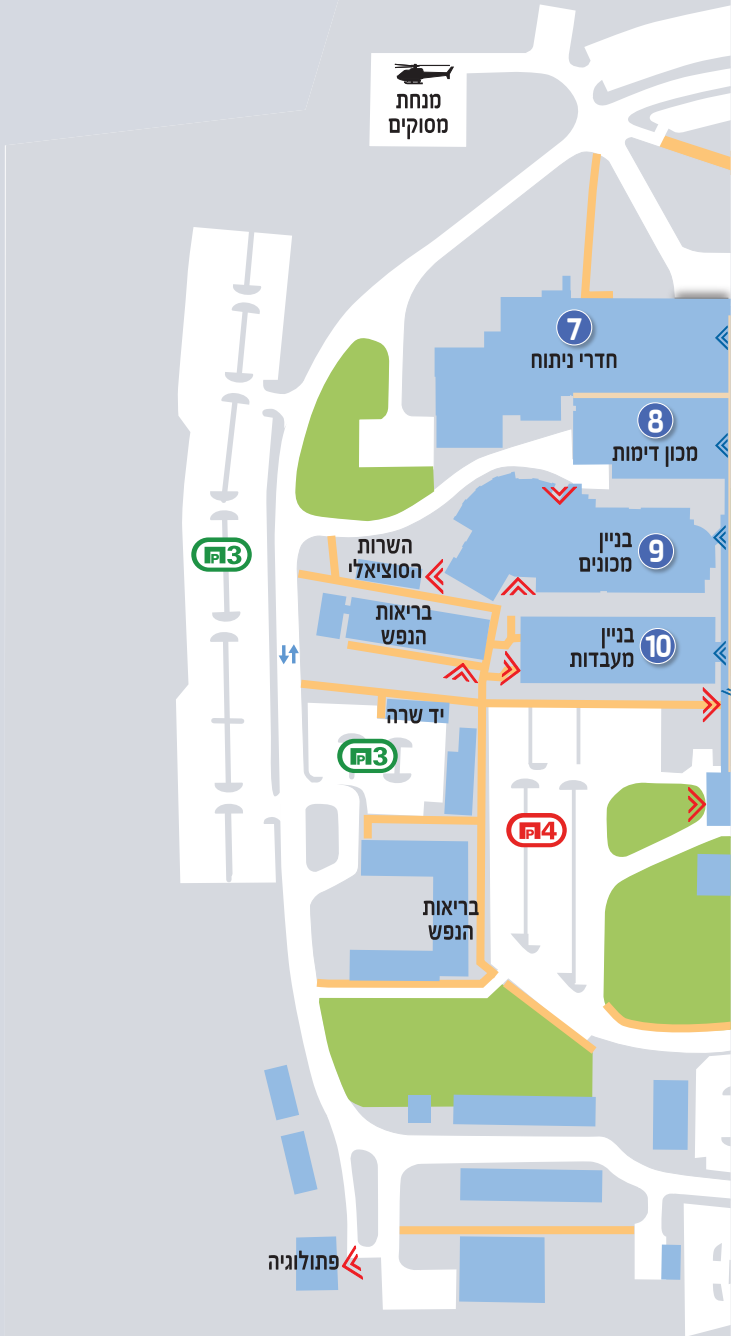 מנחת
מסוקים
7
חדרי ניתוח
8
מכון דימות
בניין
מכונים
9
השרות
הסוציאלי
P3
בריאות
הנפש
בניין
מעבדות
10
יד שרה
P3
P4
בריאות
הנפש
פתולוגיה